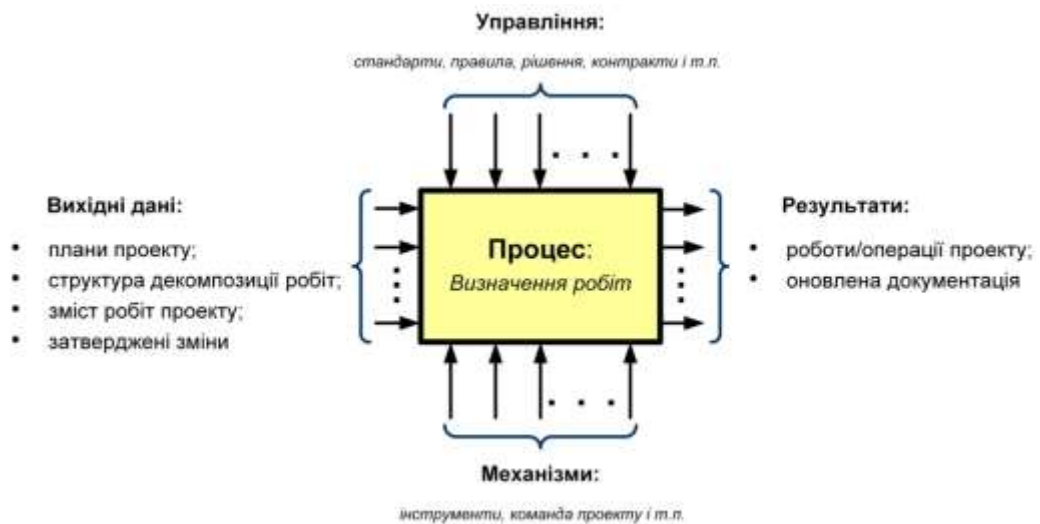 Управління:
стандарти, правила, рішення, контракти і т.п.
Вихідні дані:
• плани проекту;
• структура декомпозиції робіт;
• зміст робіт проекту;
• затверджені зміни
Процес:
Визначення робіт
Результати:
• роботи/операції проекту;
• оновлена документація
Механізми:
інструменти, команда проекту і т.п.